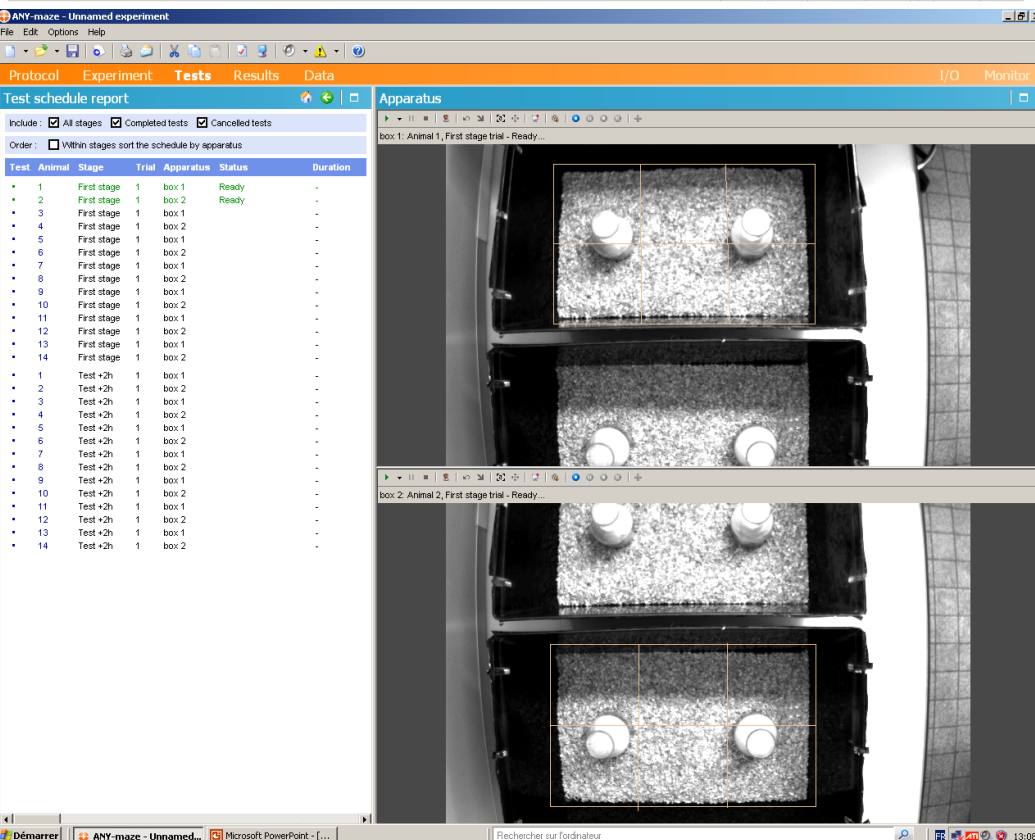 ANY-maze - Unnamed experiment
File Edit Options Help
Protocol Experiment Tests Results Data I/O Monitor
Test schedule report
Include : All stages Completed tests Cancelled tests
Order : Within stages sort the schedule by apparatus
Test Animal Stage Trial Apparatus Status Duration
1 First stage 1 box 1 Ready -
2 First stage 1 box 2 Ready -
3 First stage 1 box 1 -
4 First stage 1 box 2 -
5 First stage 1 box 1 -
6 First stage 1 box 2 -
7 First stage 1 box 1 -
8 First stage 1 box 2 -
9 First stage 1 box 1 -
10 First stage 1 box 2 -
11 First stage 1 box 1 -
12 First stage 1 box 2 -
13 First stage 1 box 1 -
14 First stage 1 box 2 -
1 Test +2h 1 box 1 -
2 Test +2h 1 box 2 -
3 Test +2h 1 box 1 -
4 Test +2h 1 box 2 -
5 Test +2h 1 box 1 -
6 Test +2h 1 box 2 -
7 Test +2h 1 box 1 -
8 Test +2h 1 box 2 -
9 Test +2h 1 box 1 -
10 Test +2h 1 box 2 -
11 Test +2h 1 box 1 -
12 Test +2h 1 box 2 -
13 Test +2h 1 box 1 -
14 Test +2h 1 box 2 -
Apparatus
box 1: Animal 1, First stage trial - Ready...
box 2: Animal 2, First stage trial - Ready...
Démarrer ANY-maze - Unnamed... Microsoft PowerPoint - [... Rechercher sur l'ordinateur FR ATI 13:08